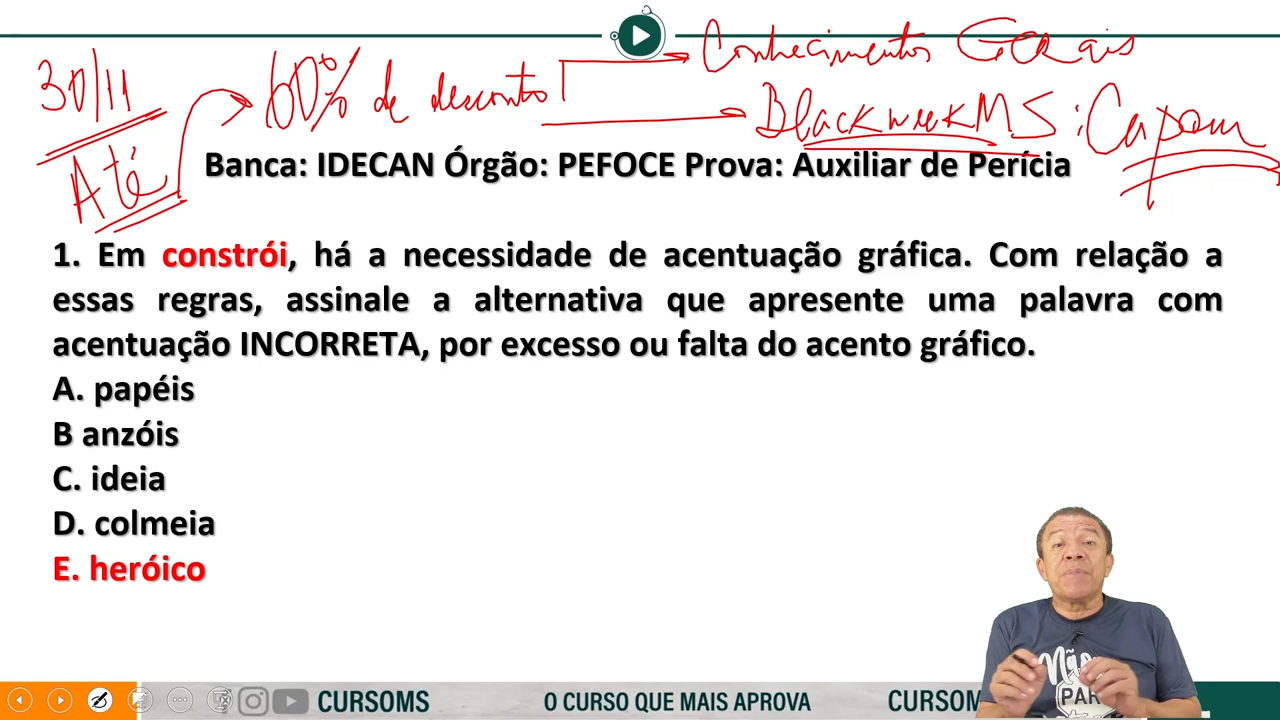 Conhecimentos Gerais
30/11
60% de desconto
BlackweekMS : Cupom
Até
Banca: IDECAN Órgão: PEFOCE Prova: Auxiliar de Perícia
1. Em constrói, há a necessidade de acentuação gráfica. Com relação a
essas regras, assinale a alternativa que apresente uma palavra com
acentuação INCORRETA, por excesso ou falta do acento gráfico.
A. papéis
B anzóis
C. ideia
D. colmeia
E. heróico
Não
PAR
CURSOMS
O CURSO QUE MAIS APROVA
CURSOM